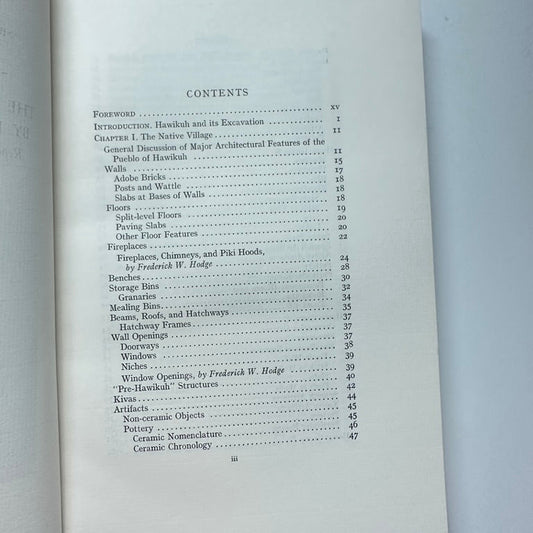 CONTENTS
FOREWORD ........ xv
INTRODUCTION. Hawikuh and its Excavation ........ 1
CHAPTER I. The Native Village ........ 11
General Discussion of Major Architectural Features of the
Pueblo of Hawikuh ........ 11
Walls ........ 15
Adobe Bricks ........ 17
Posts and Wattle ........ 18
Slabs at Bases of Walls ........ 18
Floors ........ 18
Split-level Floors ........ 19
Paving Slabs ........ 20
Other Floor Features ........ 20
Fireplaces ........ 22
Fireplaces, Chimneys, and Piki Hoods,
by Frederick W. Hodge ........ 24
Benches ........ 28
Storage Bins ........ 30
Granaries ........ 32
Mealing Bins ........ 34
Beams, Roofs, and Hatchways ........ 35
Hatchway Frames ........ 37
Wall Openings ........ 37
Doorways ........ 37
Windows ........ 38
Niches ........ 39
Window Openings, by Frederick W. Hodge ........ 39
"Pre-Hawikuh" Structures ........ 40
Kivas ........ 42
Artifacts ........ 44
Non-ceramic Objects ........ 45
Pottery ........ 45
Ceramic Nomenclature ........ 46
Ceramic Chronology ........ 47
iii